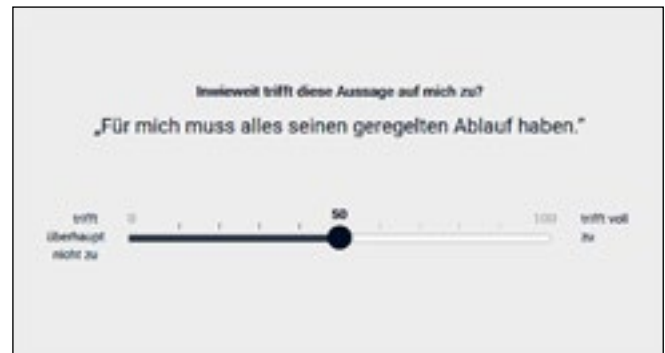 Inwieweit trifft diese Aussage auf mich zu?
„Für mich muss alles seinen geregelten Ablauf haben.“
50
trifft 0 100 trifft voll
überhaupt zu
nicht zu